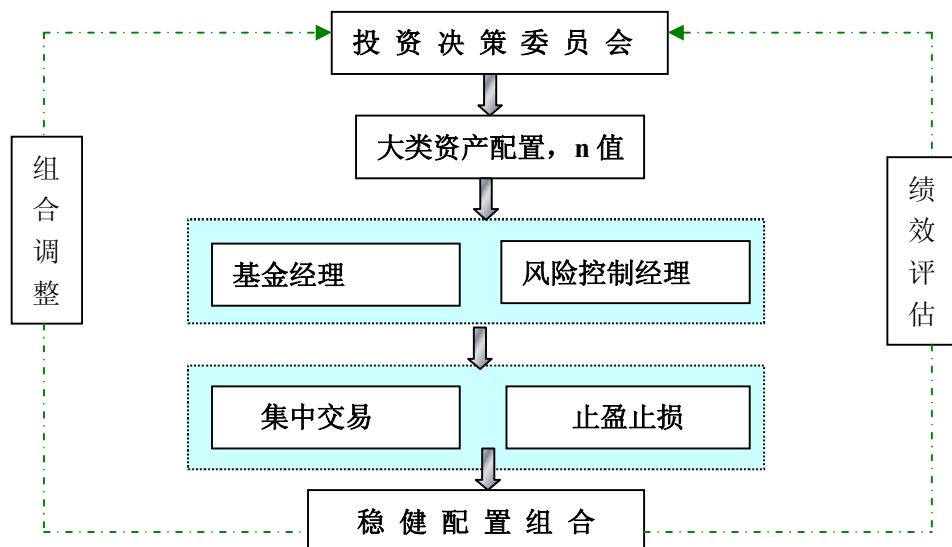 投资决策委员会
大类资产配置，n 值
组合调整
绩效评估
基金经理
风险控制经理
集中交易
止盈止损
稳健配置组合